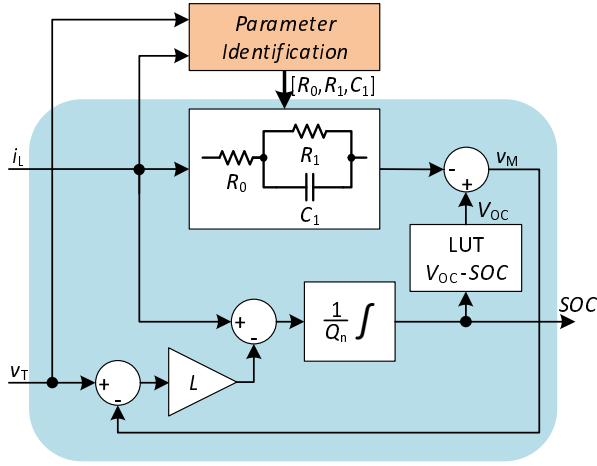 Parameter
Identification
[R0,R1,C1]
iL
R0
R1
C1
-
+
vM
VOC
LUT
VOC-SOC
+
-
1
Qn
∫
SOC
vT
+
-
L